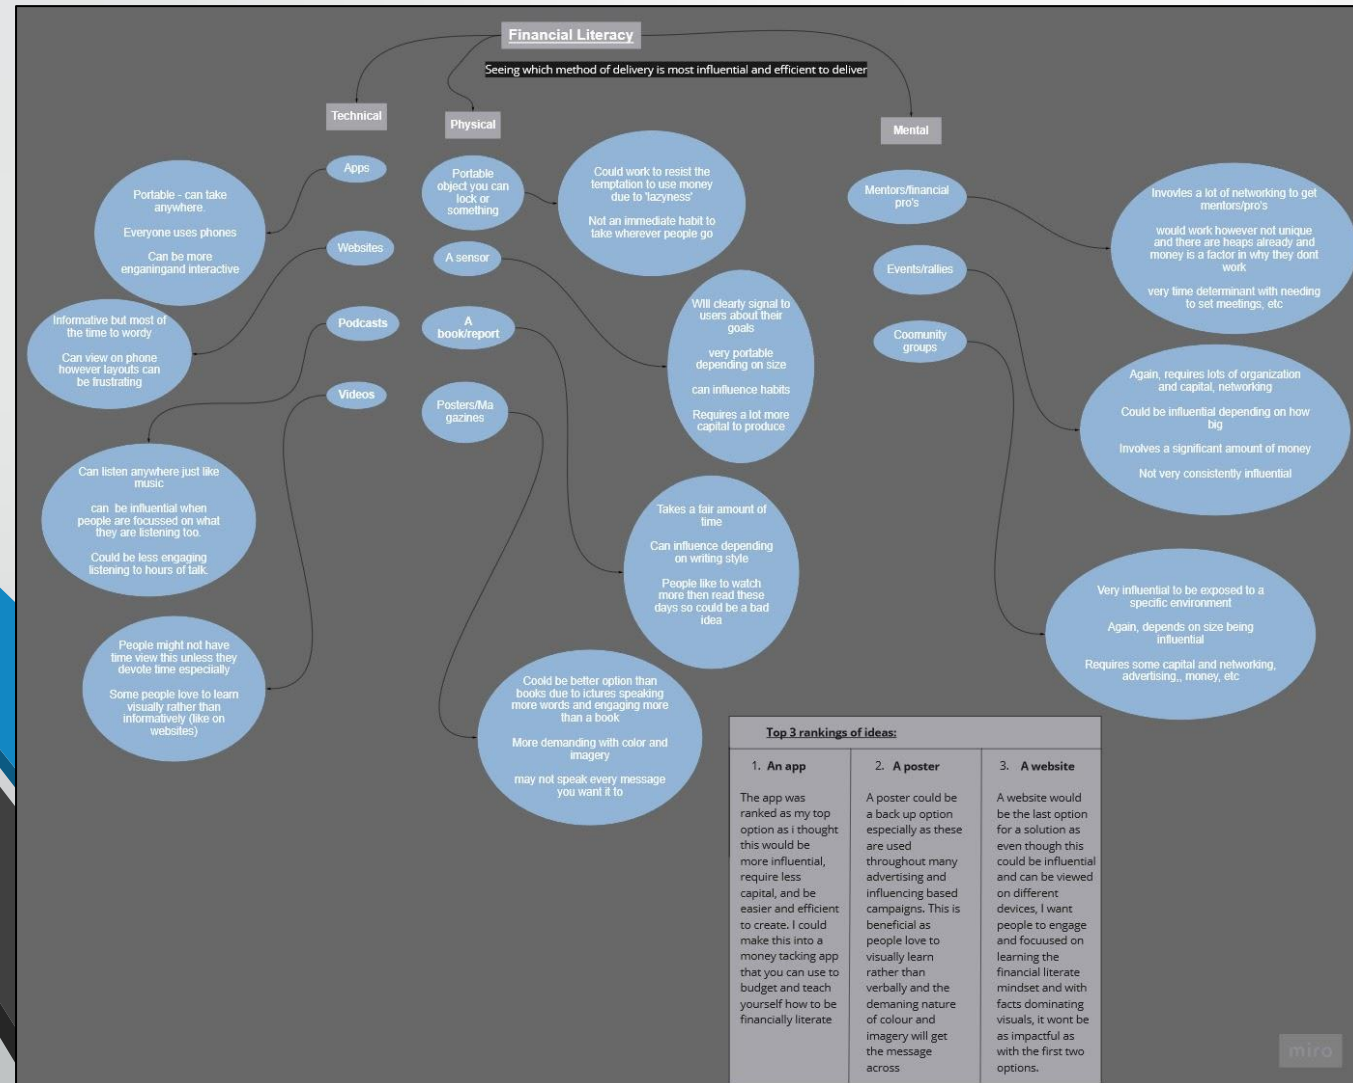 Financial Literacy
Seeing which method of delivery is most influential and efficient to deliver
Technical
Apps
Portable - can take
anywhere.
Everyone uses phones
Can be more
enganingand interactive
Websites
Informative but most of
the time to wordy
Can view on phone
however layouts can
be frustrating
Podcasts
Can listen anywhere just like
music
can be influential when
people are focussed on what
they are listening too.
Could be less engaging
listening to hours of talk.
Videos
People might not have
time view this unless they
devote time especially
Some people love to learn
visually rather than
informatively (like on
websites)
Physical
Portable
object you can
lock or
something
Could work to resist the
temptation to use money
due to 'lazyness'
Not an immediate habit to
take wherever people go
A sensor
Will clearly signal to
users about their
goals
very portable
depending on size
can influence habits
Requires a lot more
capital to produce
A
book/report
Takes a fair amount of
time
Can influence depending
on writing style
People like to watch
more then read these
days so could be a bad
idea
Posters/Ma
gazines
Coold be better option than
books due to ictures speaking
more words and engaging more
than a book
More demanding with color and
imagery
may not speak every message
you want it to
Mental
Mentors/financial
pro's
Invovles a lot of networking to get
mentors/pro's
would work however not unique
and there are heaps already and
money is a factor in why they dont
work
very time determinant with needing
to set meetings, etc
Events/rallies
Again, requires lots of organization
and capital, networking
Could be influential depending on how
big
Involves a significant amount of money
Not very consistently influential
Coomunity
groups
Very influential to be exposed to a
specific environment
Again, depends on size being
influential
Requires some capital and networking,
advertising,, money, etc
Top 3 rankings of ideas:
1. An app
The app was
ranked as my top
option as i thought
this would be
more influential,
require less
capital, and be
easier and efficient
to create. I could
make this into a
money tacking app
that you can use to
budget and teach
yourself how to be
financially literate
2. A poster
A poster could be
a back up option
especially as these
are used
throughout many
advertising and
influencing based
campaigns. This is
beneficial as
people love to
visually learn
rather than
verbally and the
demaning nature
of colour and
imagery will get
the message
across
3. A website
A website would
be the last option
for a solution as
even though this
could be influential
and can be viewed
on different
devices, I want
people to engage
and focuused on
learning the
financial literate
mindset and with
facts dominating
visuals, it wont be
as impactful as
with the first two
options.
miro